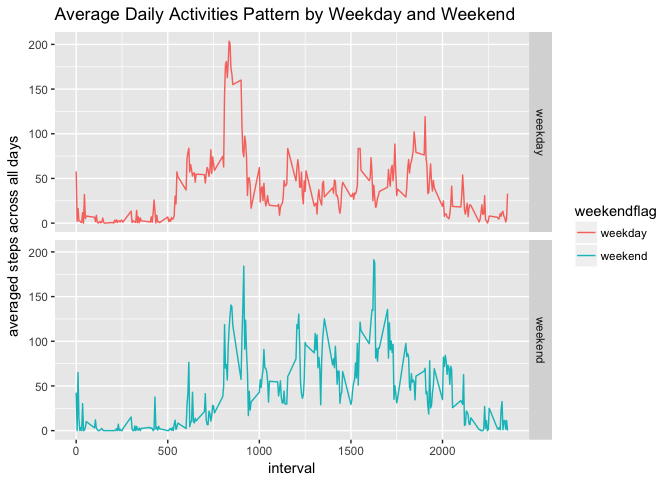 Average Daily Activities Pattern by Weekday and Weekend
averaged steps across all days
200
150
100
50
0
weekday
200
150
100
50
0
weekend
0 500 1000 1500 2000
interval
weekendflag
weekday
weekend